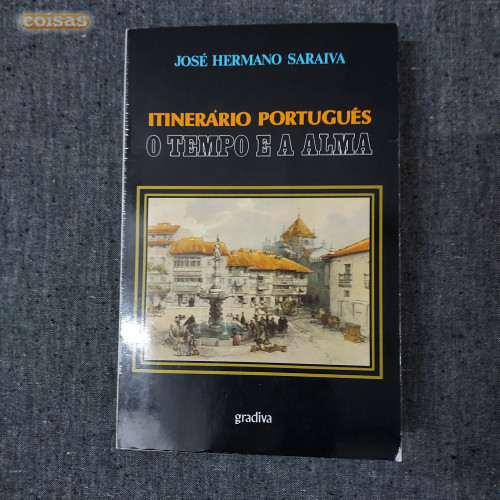 coisas
JOSÉ HERMANO SARAIVA
ITINERÁRIO PORTUGUÊS
O TEMPO E A ALMA
gradiva